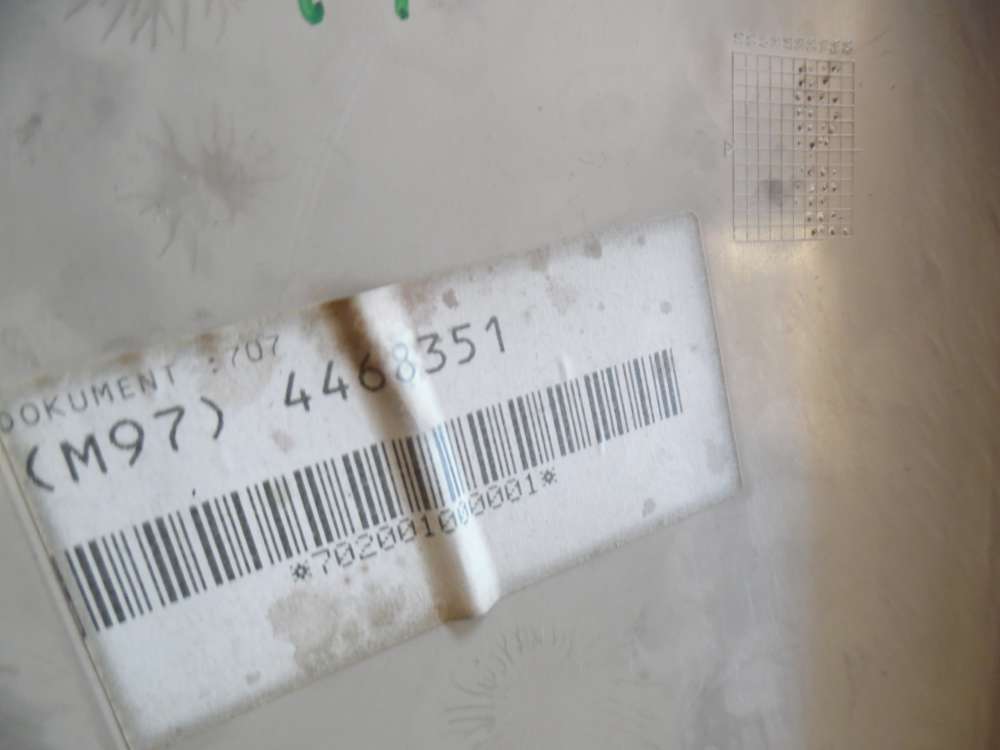 DOKUMENT :707
(M97) 4468351
*702001000001*